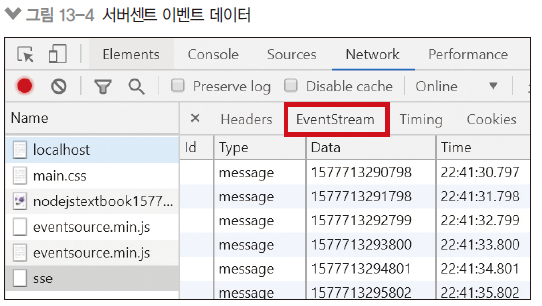 그림 13-4 서버센트 이벤트 데이터
Elements Console Sources Network Performance
Preserve log Disable cache Online
Name × Headers EventStream Timing Cookies
Id Type Data Time
localhost
main.css
nodejstextbook1577...
eventsource.min.js
eventsource.min.js
sse
message 1577713290798 22:41:30.797
message 1577713291798 22:41:31.798
message 1577713292799 22:41:32.799
message 1577713293800 22:41:33.800
message 1577713294801 22:41:34.801
message 1577713295802 22:41:35.802